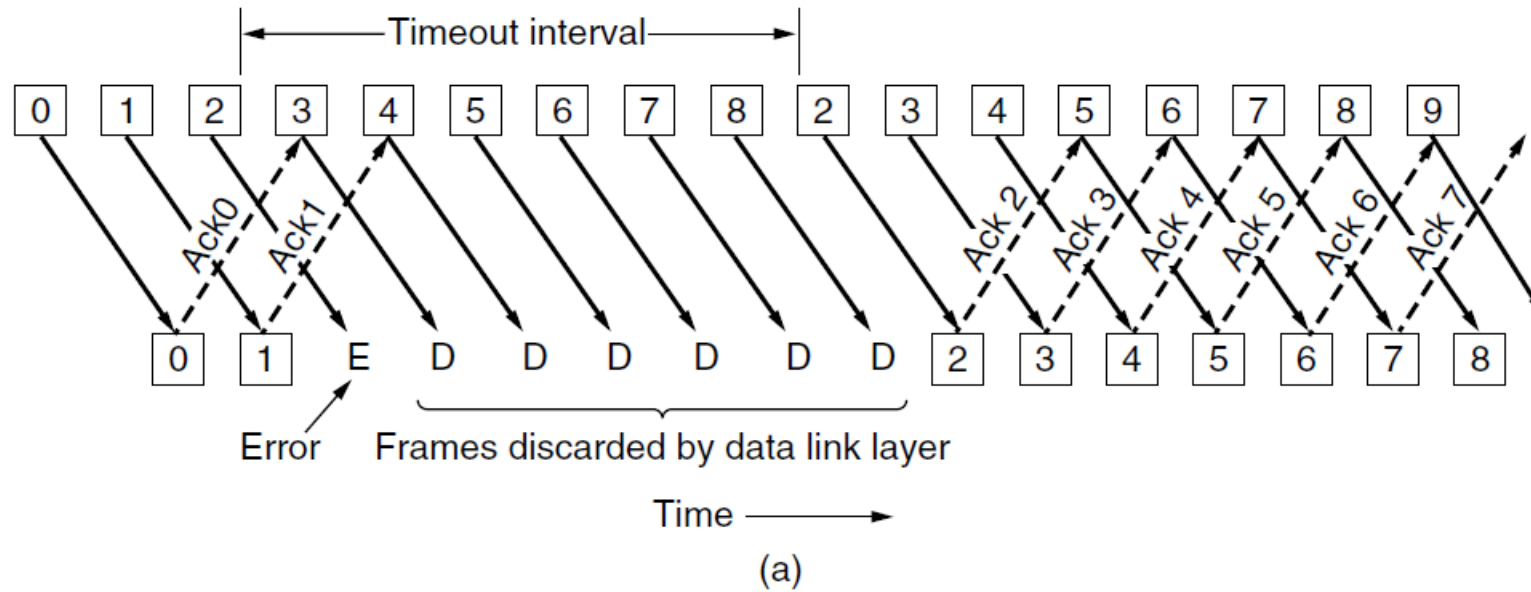 Timeout interval
0 1 2 3 4 5 6 7 8 2 3 4 5 6 7 8 9
Ack0 Ack1 Ack 2 Ack 3 Ack 4 Ack 5 Ack 6 Ack 7
0 1 E D D D D D D 2 3 4 5 6 7 8
Error Frames discarded by data link layer
Time
(a)